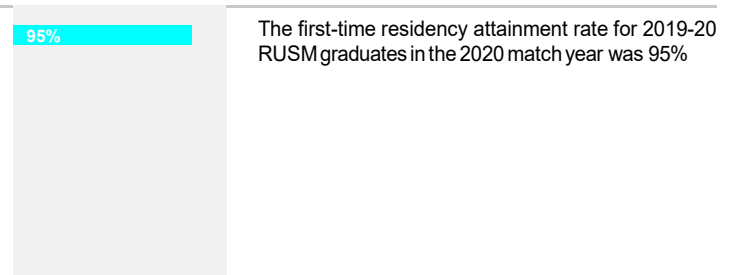 95%
The first-time residency attainment rate for 2019-20
RUSM graduates in the 2020 match year was 95%